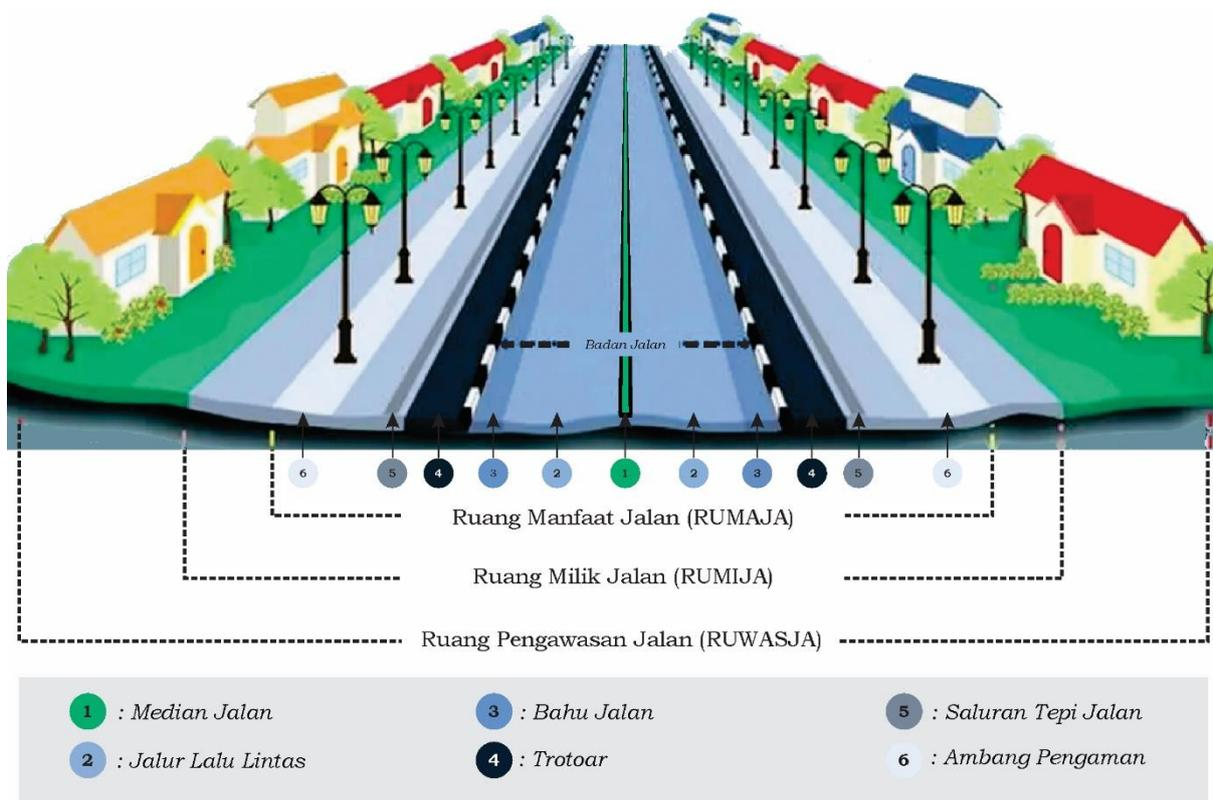 Badan Jalan
6 5 4 3 2 1 2 3 4 5 6
Ruang Manfaat Jalan (RUMAJA)
Ruang Milik Jalan (RUMIJA)
Ruang Pengawasan Jalan (RUWASJA)
1 : Median Jalan
2 : Jalur Lalu Lintas
3 : Bahu Jalan
4 : Trotoar
5 : Saluran Tepi Jalan
6 : Ambang Pengaman